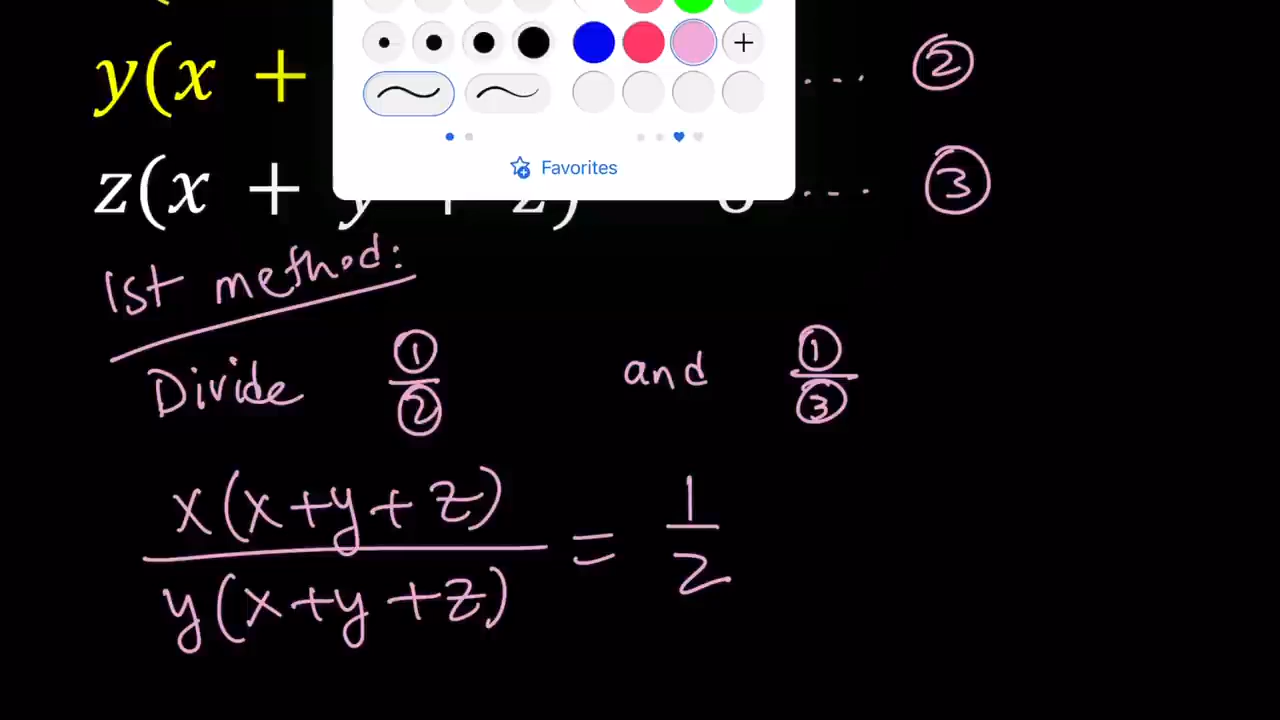 y(x + ... ②
z(x + y + z) ... ③
Favorites
1st method:
Divide ①/② and ①/③
x(x+y+z)/y(x+y+z) = 1/2